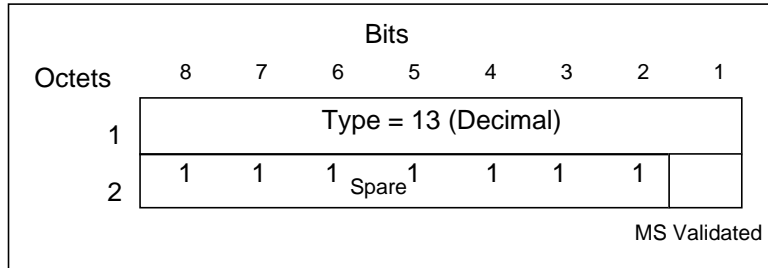 Bits
Octets 8 7 6 5 4 3 2 1
1 Type = 13 (Decimal)
2 1 1 1 1 1 1 1
Spare
MS Validated